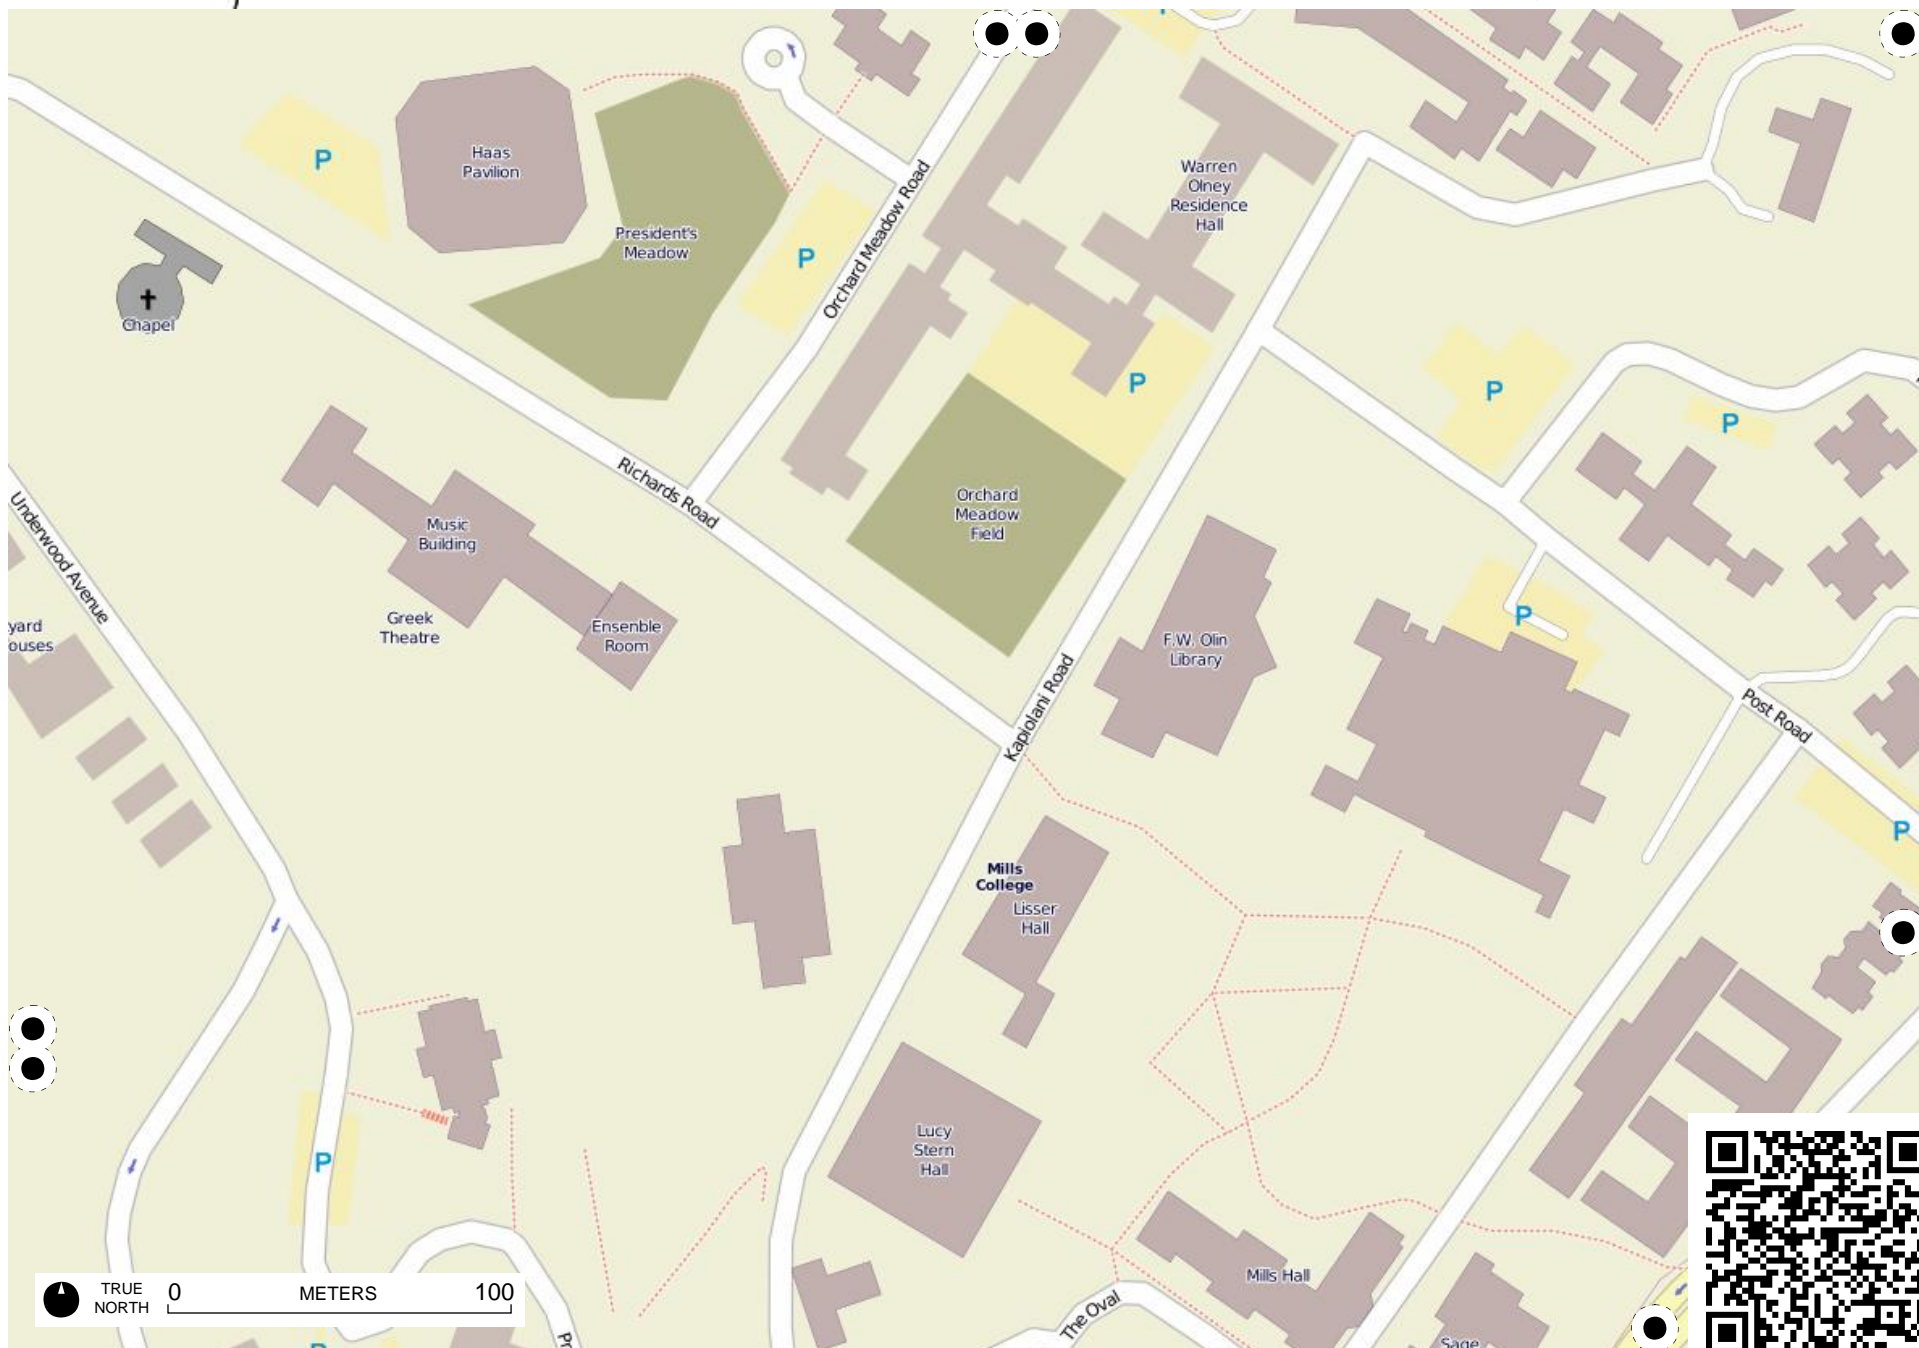 P
Haas
Pavilion
President's
Meadow
P
Orchard Meadow Road
Warren
Olney
Residence
Hall
Chapel
P
P
P
Richards Road
Orchard
Meadow
Field
Music
Building
Underwood Avenue
Greek
Theatre
Ensenble
Room
yard
ouses
F.W. Olin
Library
P
Kapiolani Road
Post Road
P
Mills
College
Lisser
Hall
Lucy
Stern
Hall
P
Mills Hall
The Oval
Sage
TRUE
NORTH
0 METERS 100